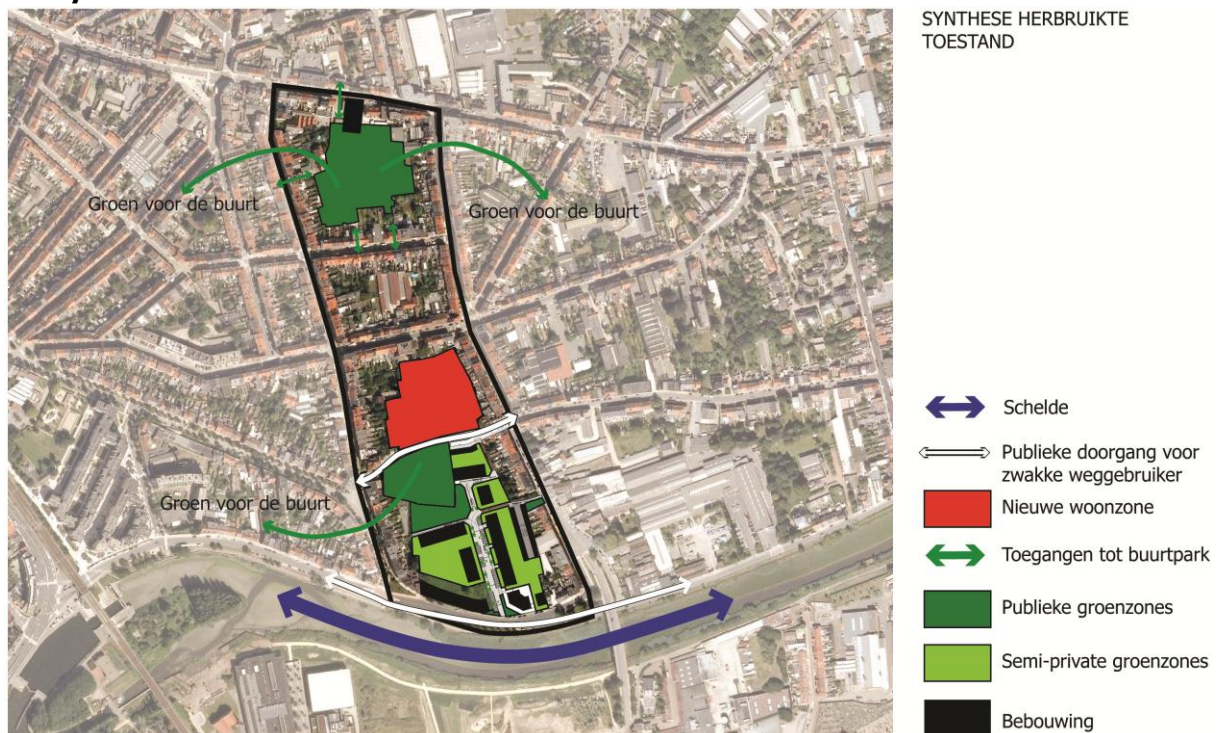 SYNTHESE HERBRUIKTE
TOESTAND
Groen voor de buurt
Groen voor de buurt
Groen voor de buurt
Schelde
Publieke doorgang voor
zwakke weggebruiker
Nieuwe woonzone
Toegangen tot buurtpark
Publieke groenzones
Semi-private groenzones
Bebouwing